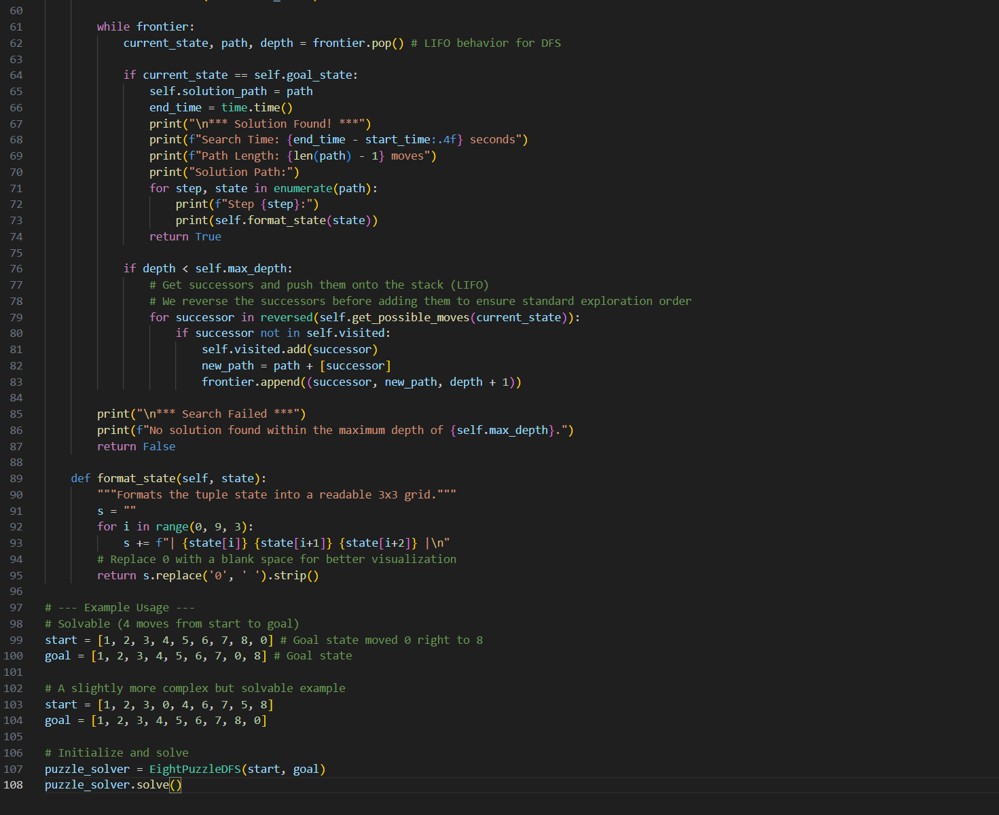 60
61 while frontier:
62 current_state, path, depth = frontier.pop() # LIFO behavior for DFS
63
64 if current_state == self.goal_state:
65 self.solution_path = path
66 end_time = time.time()
67 print("\n*** Solution Found! ***")
68 print(f"Search Time: {end_time - start_time:.4f} seconds")
69 print(f"Path Length: {len(path) - 1} moves")
70 print("Solution Path:")
71 for step, state in enumerate(path):
72 print(f"Step {step}:")
73 print(self.format_state(state))
74 return True
75
76 if depth < self.max_depth:
77 # Get successors and push them onto the stack (LIFO)
78 # We reverse the successors before adding them to ensure standard exploration order
79 for successor in reversed(self.get_possible_moves(current_state)):
80 if successor not in self.visited:
81 self.visited.add(successor)
82 new_path = path + [successor]
83 frontier.append((successor, new_path, depth + 1))
84
85 print("\n*** Search Failed ***")
86 print(f"No solution found within the maximum depth of {self.max_depth}.")
87 return False
88
89 def format_state(self, state):
90 """Formats the tuple state into a readable 3x3 grid."""
91 s = ""
92 for i in range(0, 9, 3):
93 s += f"| {state[i]} {state[i+1]} {state[i+2]} |\n"
94 # Replace 0 with a blank space for better visualization
95 return s.replace('0', ' ').strip()
96
97 # --- Example Usage ---
98 # Solvable (4 moves from start to goal)
99 start = [1, 2, 3, 4, 5, 6, 7, 8, 0] # Goal state moved 0 right to 8
100 goal = [1, 2, 3, 4, 5, 6, 7, 0, 8] # Goal state
101
102 # A slightly more complex but solvable example
103 start = [1, 2, 3, 0, 4, 6, 7, 5, 8]
104 goal = [1, 2, 3, 4, 5, 6, 7, 8, 0]
105
106 # Initialize and solve
107 puzzle_solver = EightPuzzleDFS(start, goal)
108 puzzle_solver.solve()